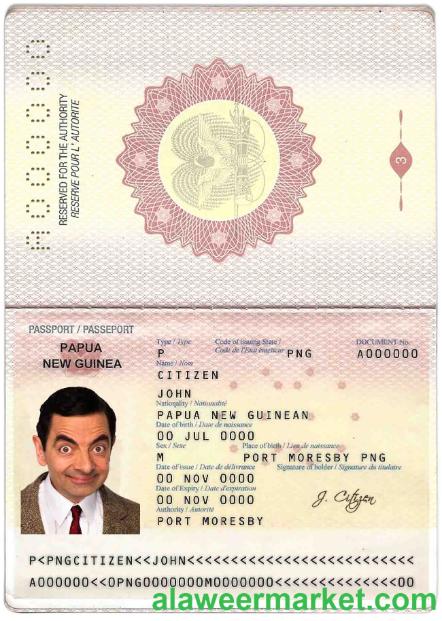 A000000
RESERVED FOR THE AUTHORITY
RESERVE POUR L' AUTORITE
3
PASSPORT / PASSEPORT
PAPUA
NEW GUINEA
Type / Type
Code of Issuing State /
Code de l'Etat émetteur
DOCUMENT No.
P
PNG
A000000
Name / Nom
CITIZEN
JOHN
Nationality / Nationalité
PAPUA NEW GUINEAN
Date of birth / Date de naissance
00 JUL 0000
Sex / Sexe
Place of birth / Lieu de naissance
M
PORT MORESBY PNG
Date of issue / Date de délivrance
Signature of holder / Signature du titulaire
00 NOV 0000
Date of Expiry / Date d'expiration
00 NOV 0000
J. Citizen
Authority / Autorité
PORT MORESBY
P<PNGCITIZEN<<JOHN<<<<<<<<<<<<<<<<<<<<<<<<<<
A000000<<0PNG0000000M0000000<<<<<<<<<<<<<<00
alaweermarket.com